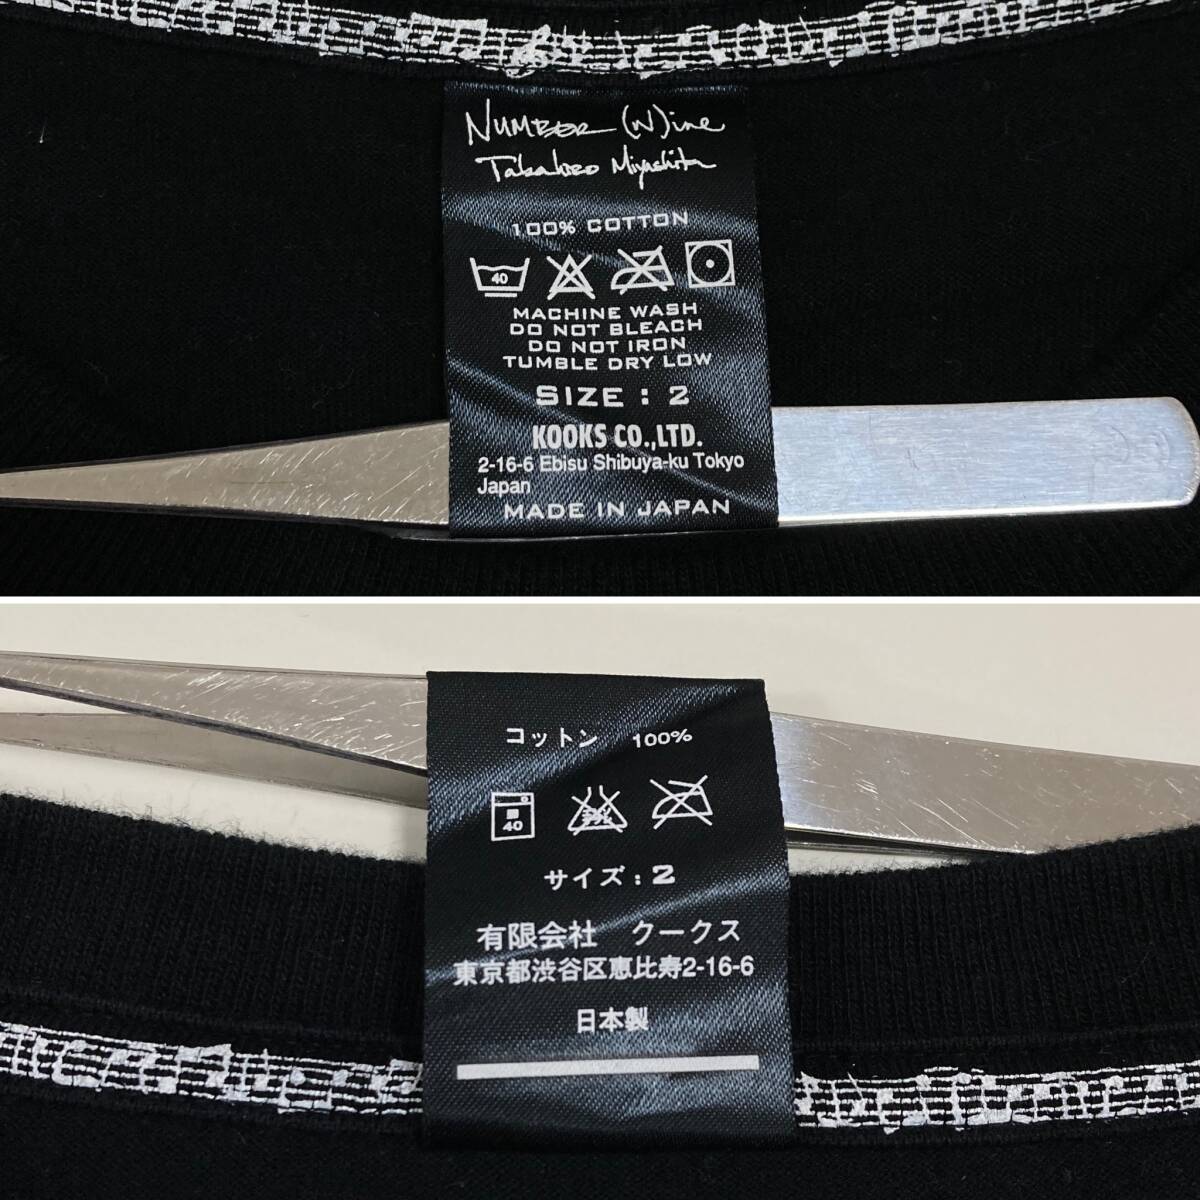 NUMBER (N)ine
Takahiro Miyashita
100% COTTON
40
MACHINE WASH
DO NOT BLEACH
DO NOT IRON
TUMBLE DRY LOW
SIZE : 2
KOOKS CO.,LTD.
2-16-6 Ebisu Shibuya-ku Tokyo
Japan
MADE IN JAPAN
コットン 100%
40
サイズ : 2
有限会社 クークス
東京都渋谷区恵比寿2-16-6
日本製